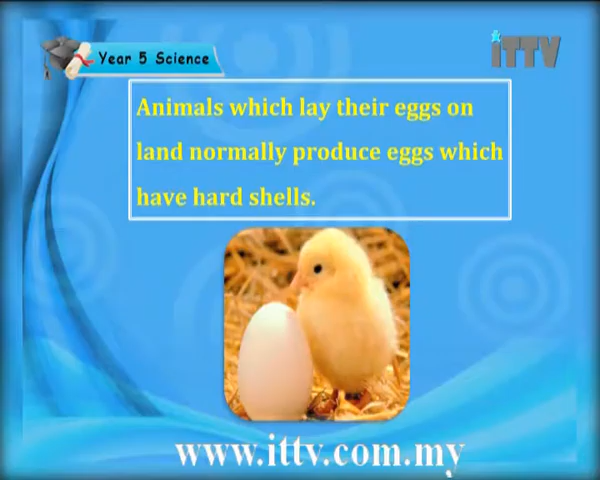 Year 5 Science
iTTV
Animals which lay their eggs on
land normally produce eggs which
have hard shells.
www.ittv.com.my